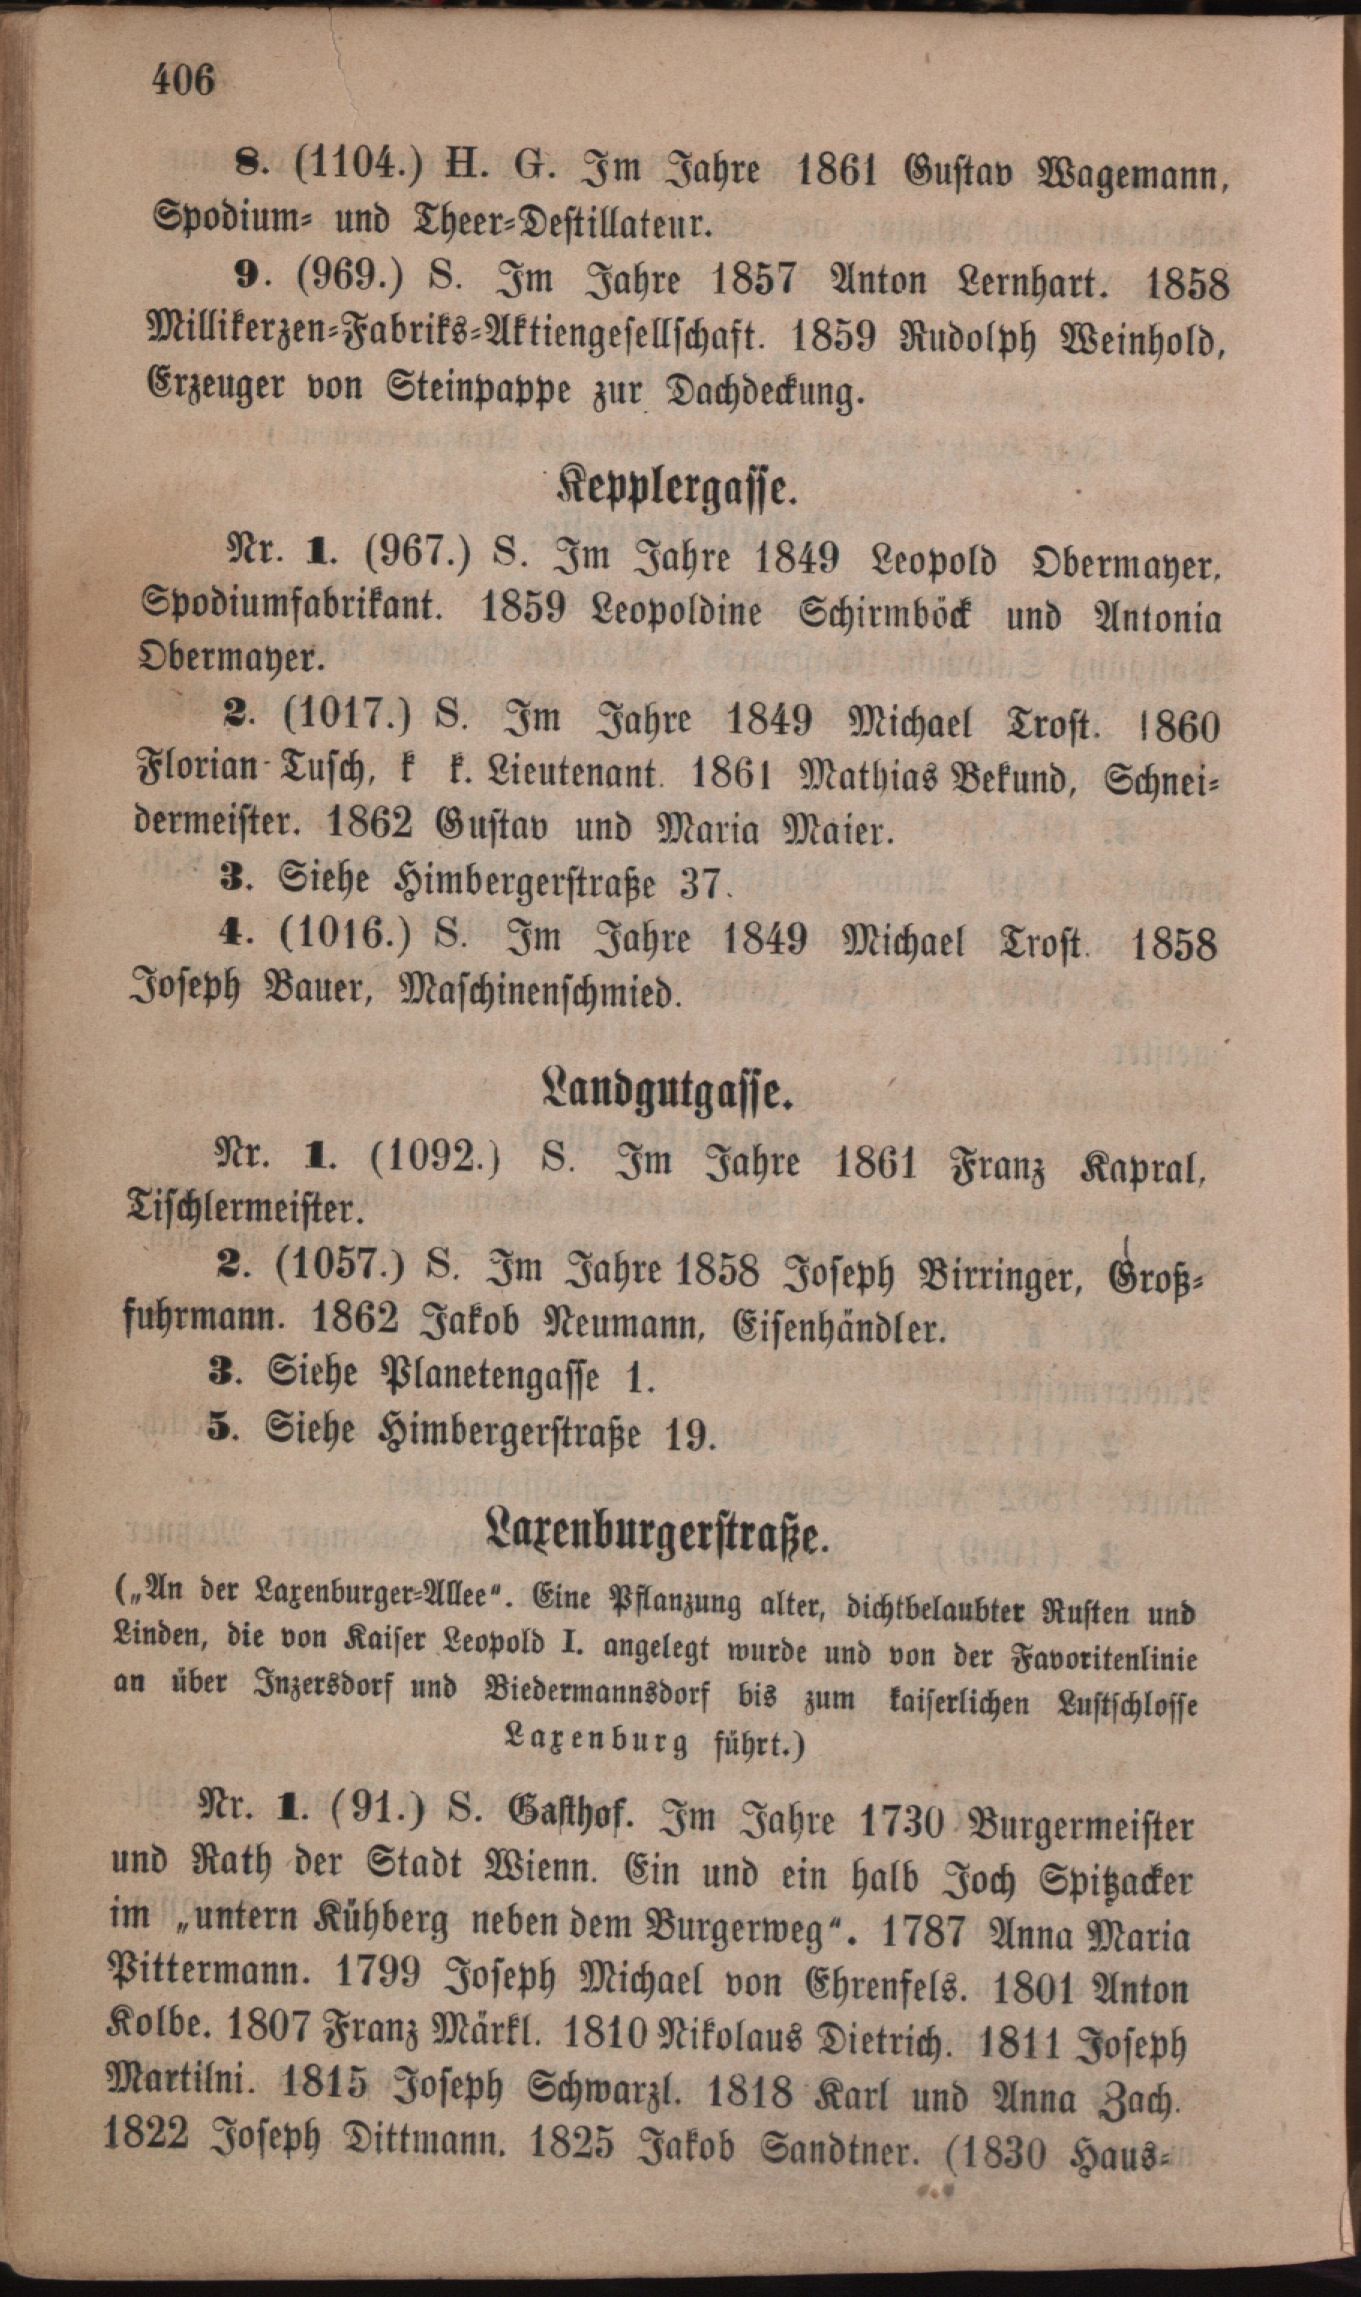 406
8. (1104.) H. G. Im Jahre 1861 Gustav Wagemann,
Spodium- und Theer-Destillateur.
9. (969.) S. Im Jahre 1857 Anton Lernhart. 1858
Millikerzen-Fabriks-Aktiengesellschaft. 1859 Rudolph Weinhold,
Erzeuger von Steinpappe zur Dachdeckung.
Kepplergasse.
Nr. 1. (967.) S. Im Jahre 1849 Leopold Obermayer,
Spodiumfabrikant. 1859 Leopoldine Schirmböck und Antonia
Obermayer.
2. (1017.) S. Im Jahre 1849 Michael Trost. 1860
Florian Tusch, k k. Lieutenant. 1861 Mathias Bekund, Schnei-
dermeister. 1862 Gustav und Maria Maier.
3. Siehe Himbergerstraße 37.
4. (1016.) S. Im Jahre 1849 Michael Trost. 1858
Joseph Bauer, Maschinenschmied.
Landgutgasse.
Nr. 1. (1092.) S. Im Jahre 1861 Franz Kapral,
Tischlermeister.
2. (1057.) S. Im Jahre 1858 Joseph Birringer, Groß-
fuhrmann. 1862 Jakob Neumann, Eisenhändler.
3. Siehe Planetengasse 1.
5. Siehe Himbergerstraße 19.
Laxenburgerstraße.
(„An der Laxenburger-Allee“. Eine Pflanzung alter, dichtbelaubter Rusten und
Linden, die von Kaiser Leopold I. angelegt wurde und von der Favoritenlinie
an über Inzersdorf und Biedermannsdorf bis zum kaiserlichen Lustschlosse
Laxenburg führt.)
Nr. 1. (91.) S. Gasthof. Im Jahre 1730 Burgermeister
und Rath der Stadt Wienn. Ein und ein halb Joch Spitzacker
im „untern Kühberg neben dem Burgerweg“. 1787 Anna Maria
Pittermann. 1799 Joseph Michael von Ehrenfels. 1801 Anton
Kolbe. 1807 Franz Märkl. 1810 Nikolaus Dietrich. 1811 Joseph
Martilni. 1815 Joseph Schwarzl. 1818 Karl und Anna Zach.
1822 Joseph Dittmann. 1825 Jakob Sandtner. (1830 Haus-